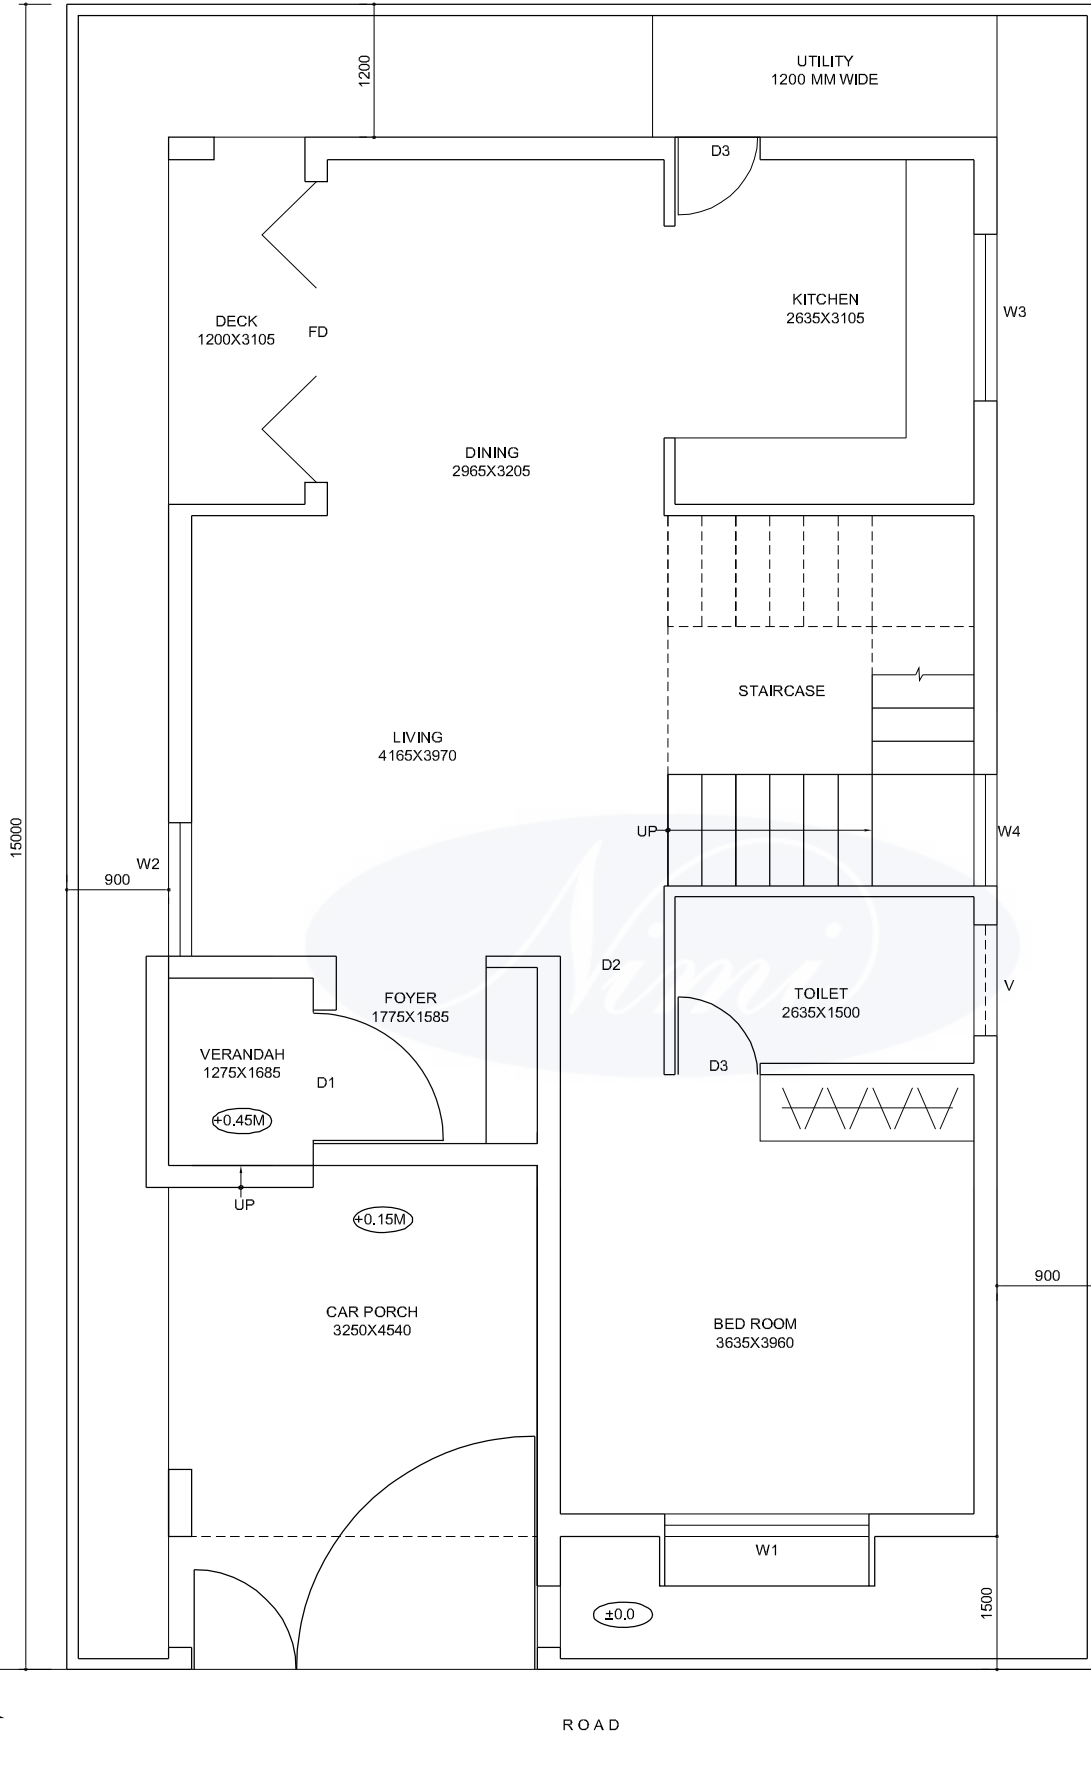 UTILITY
1200 MM WIDE
1200
D3
KITCHEN
2635X3105
W3
DECK
1200X3105
FD
DINING
2965X3205
STAIRCASE
LIVING
4165X3970
15000
UP
W4
W2
900
Nimi
D2
TOILET
2635X1500
V
FOYER
1775X1585
VERANDAH
1275X1685
D1
D3
+0.45M
UP
+0.15M
900
CAR PORCH
3250X4540
BED ROOM
3635X3960
W1
1500
±0.0
ROAD